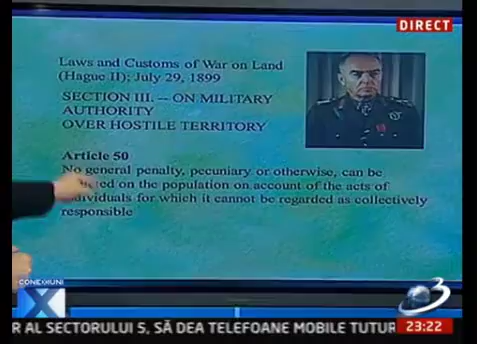 DIRECT
Laws and Customs of War on Land
(Hague II); July 29, 1899
SECTION III. -- ON MILITARY
AUTHORITY
OVER HOSTILE TERRITORY
Article 50
No general penalty, pecuniary or otherwise, can be
on the population on account of the acts of
individuals for which it cannot be regarded as collectively
responsible
CONEXIUNI
X
3
R AL SECTORULUI 5, SĂ DEA TELEFOANE MOBILE TUTUR
23:22